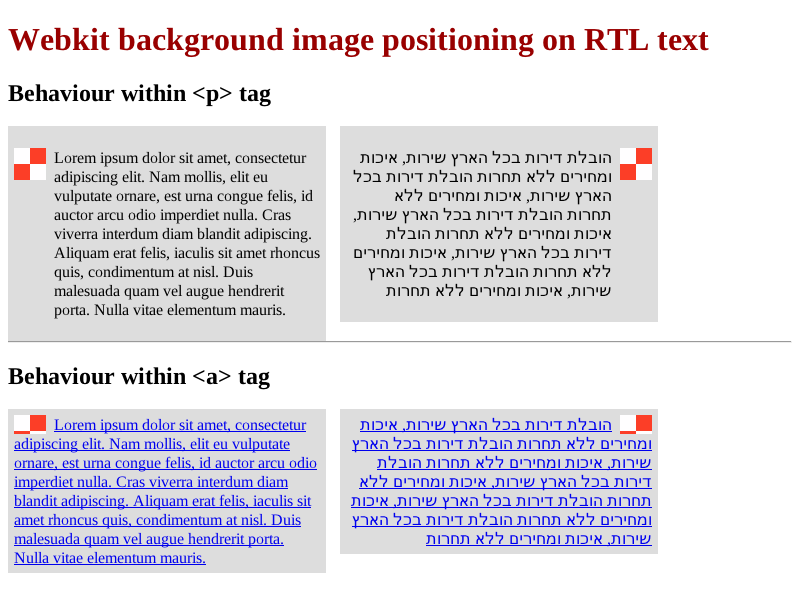 Webkit background image positioning on RTL text
Behaviour within <p> tag
Lorem ipsum dolor sit amet, consectetur
adipiscing elit. Nam mollis, elit eu
vulputate ornare, est urna congue felis, id
auctor arcu odio imperdiet nulla. Cras
viverra interdum diam blandit adipiscing.
Aliquam erat felis, iaculis sit amet rhoncus
quis, condimentum at nisl. Duis
malesuada quam vel augue hendrerit
porta. Nulla vitae elementum mauris.
הובלת דירות בכל הארץ שירות, איכות
ומחירים ללא תחרות הובלת דירות בכל
הארץ שירות, איכות ומחירים ללא
תחרות הובלת דירות בכל הארץ שירות,
איכות ומחירים ללא תחרות הובלת
דירות בכל הארץ שירות, איכות ומחירים
ללא תחרות הובלת דירות בכל הארץ
שירות, איכות ומחירים ללא תחרות
Behaviour within <a> tag
Lorem ipsum dolor sit amet, consectetur
adipiscing elit. Nam mollis, elit eu vulputate
ornare, est urna congue felis, id auctor arcu odio
imperdiet nulla. Cras viverra interdum diam
blandit adipiscing. Aliquam erat felis, iaculis sit
amet rhoncus quis, condimentum at nisl. Duis
malesuada quam vel augue hendrerit porta.
Nulla vitae elementum mauris.
הובלת דירות בכל הארץ שירות, איכות
ומחירים ללא תחרות הובלת דירות בכל הארץ
שירות, איכות ומחירים ללא תחרות הובלת
דירות בכל הארץ שירות, איכות ומחירים ללא
תחרות הובלת דירות בכל הארץ שירות, איכות
ומחירים ללא תחרות הובלת דירות בכל הארץ
שירות, איכות ומחירים ללא תחרות